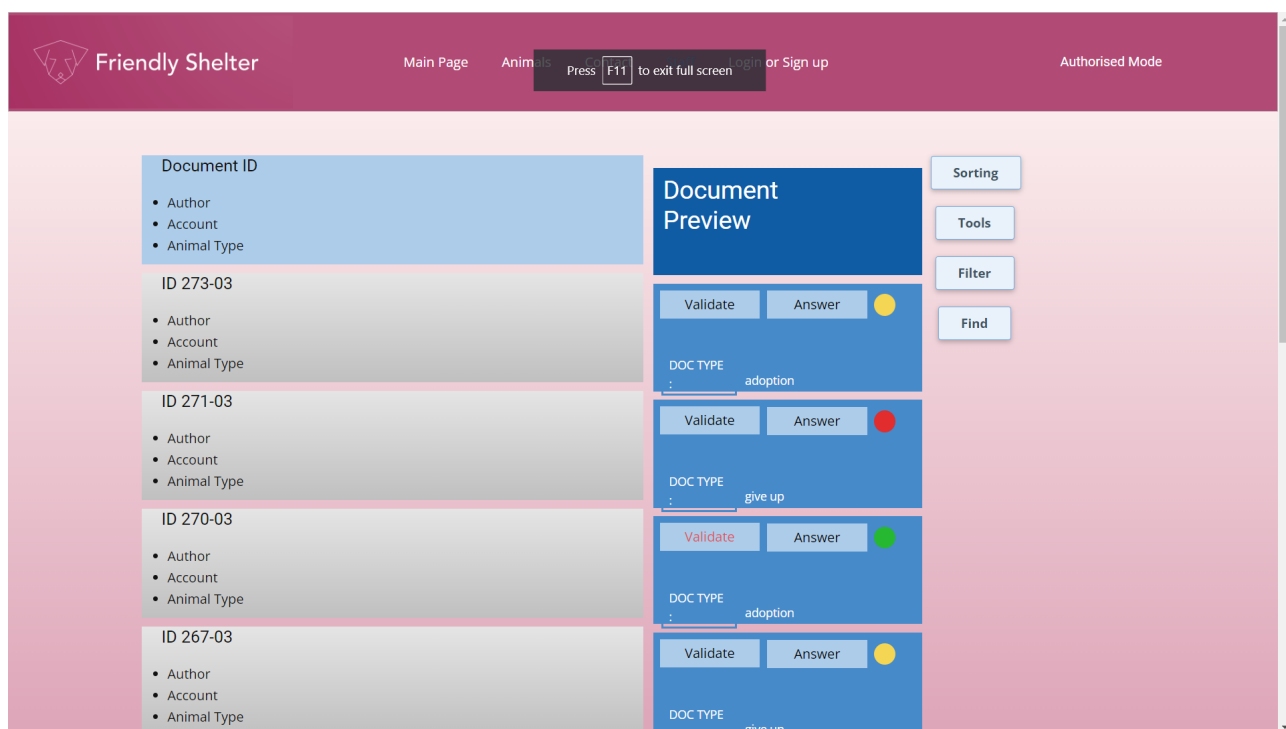 Friendly Shelter
Main Page
Animals
Contact
Login or Sign up
Authorised Mode
Press F11 to exit full screen
Document ID
Author
Account
Animal Type
Document
Preview
Sorting
Tools
Filter
Find
ID 273-03
Author
Account
Animal Type
Validate
Answer
DOC TYPE
:
adoption
ID 271-03
Author
Account
Animal Type
Validate
Answer
DOC TYPE
:
give up
ID 270-03
Author
Account
Animal Type
Validate
Answer
DOC TYPE
:
adoption
ID 267-03
Author
Account
Animal Type
Validate
Answer
DOC TYPE
give up